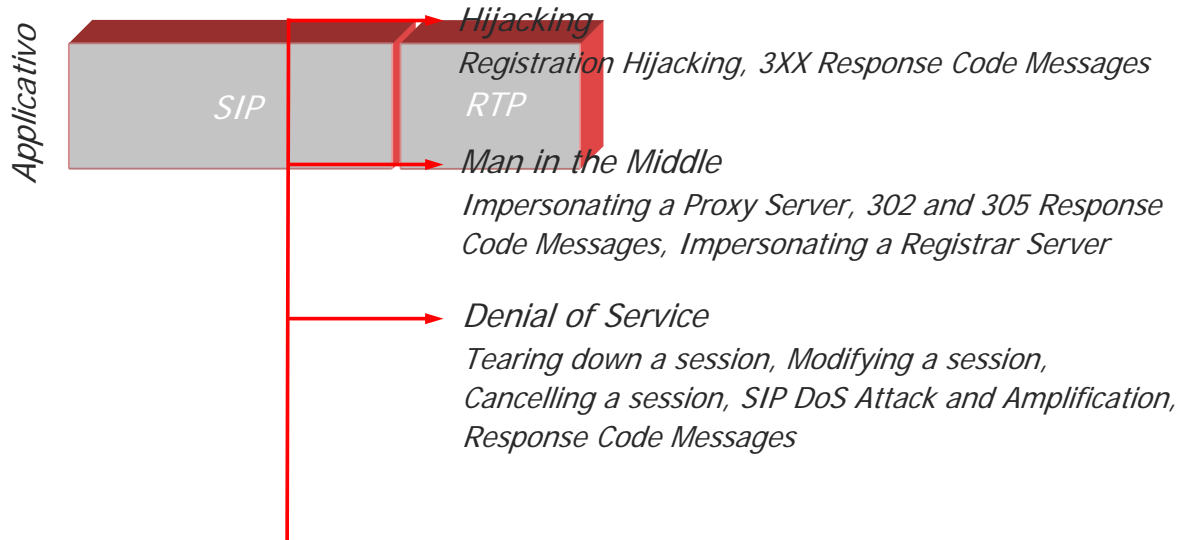 Applicativo
SIP
RTP
Hijacking
Registration Hijacking, 3XX Response Code Messages
Man in the Middle
Impersonating a Proxy Server, 302 and 305 Response
Code Messages, Impersonating a Registrar Server
Denial of Service
Tearing down a session, Modifying a session,
Cancelling a session, SIP DoS Attack and Amplification,
Response Code Messages